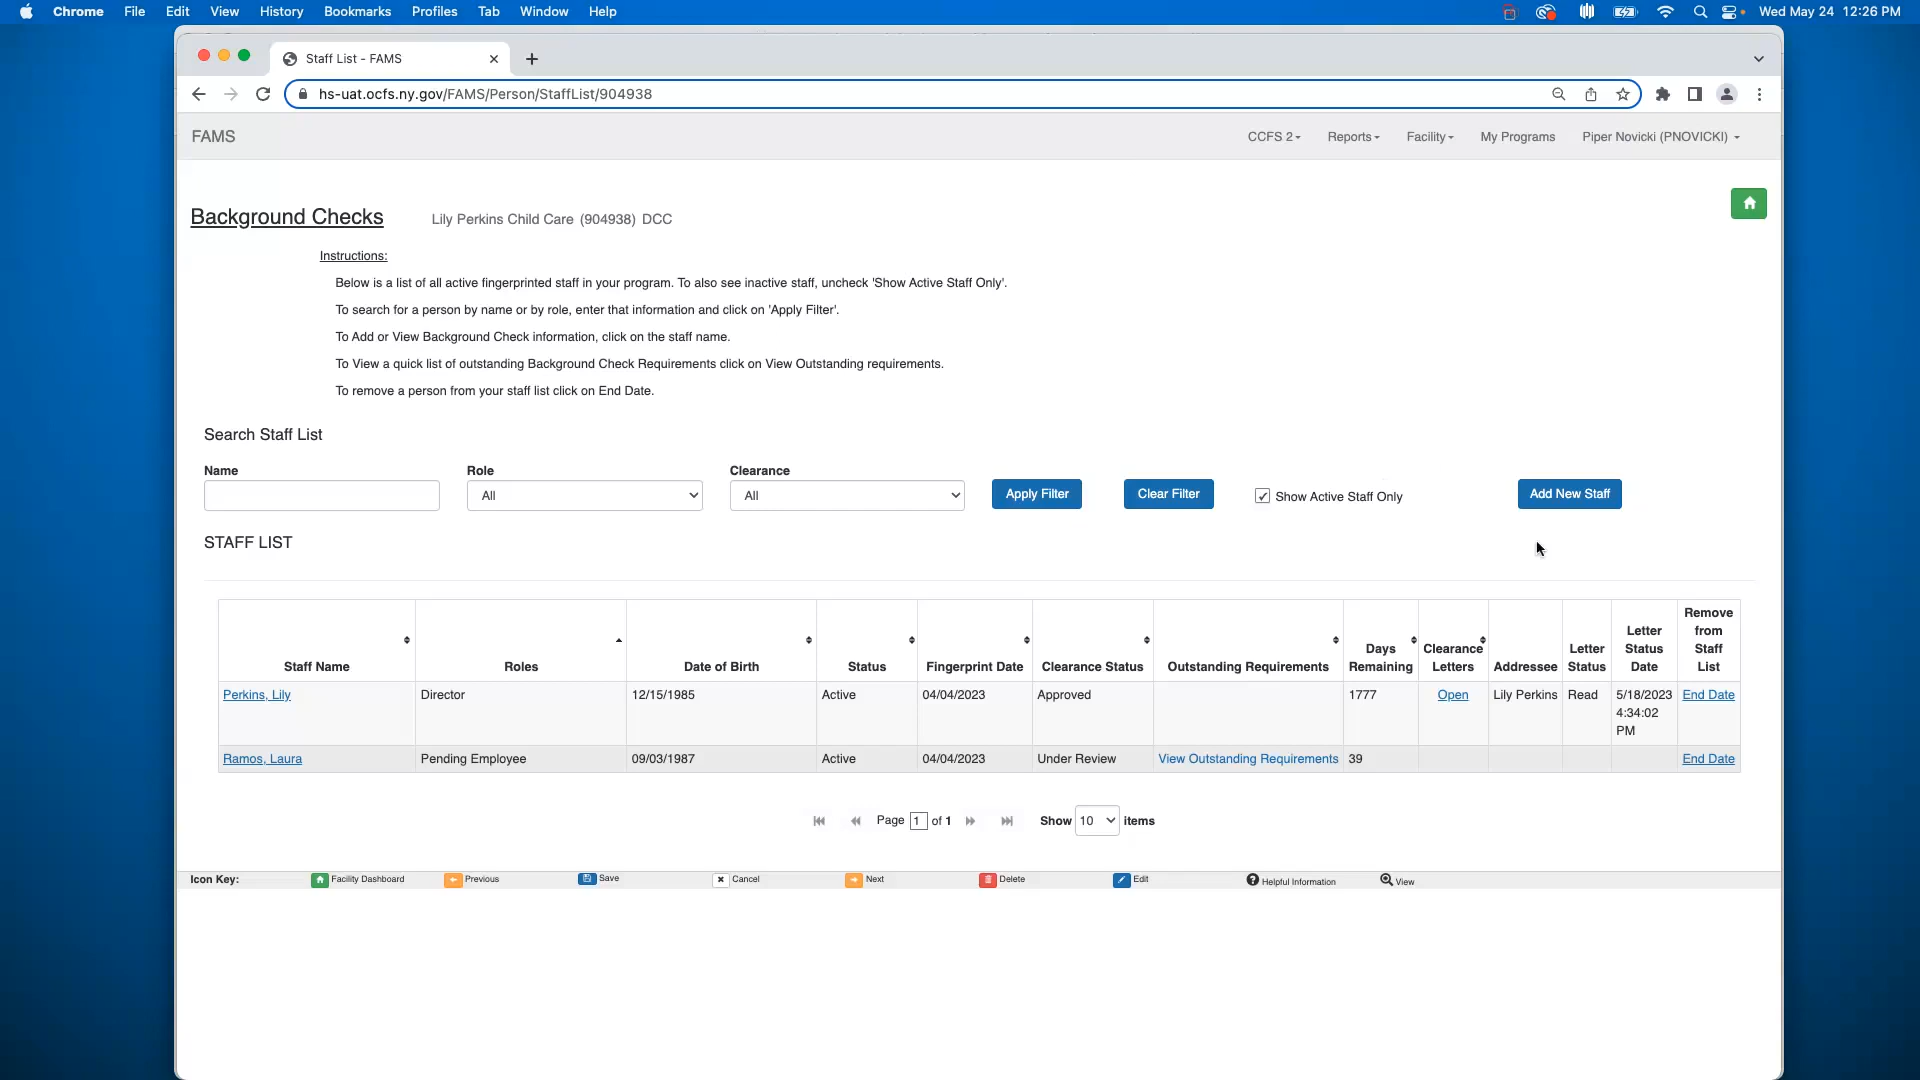 Chrome File Edit View History Bookmarks Profiles Tab Window Help Wed May 24 12:26 PM
Staff List - FAMS
hs-uat.ocfs.ny.gov/FAMS/Person/StaffList/904938
FAMS CCFS 2 Reports Facility My Programs Piper Novicki (PNOVICKI)
Background Checks Lily Perkins Child Care (904938) DCC
Instructions:
Below is a list of all active fingerprinted staff in your program. To also see inactive staff, uncheck 'Show Active Staff Only'.
To search for a person by name or by role, enter that information and click on 'Apply Filter'.
To Add or View Background Check information, click on the staff name.
To View a quick list of outstanding Background Check Requirements click on View Outstanding requirements.
To remove a person from your staff list click on End Date.
Search Staff List
Name Role Clearance
All All Apply Filter Clear Filter Show Active Staff Only Add New Staff
STAFF LIST
Staff Name Roles Date of Birth Status Fingerprint Date Clearance Status Outstanding Requirements Days Remaining Clearance Letters Addressee Letter Status Letter Status Date Remove from Staff List
Perkins, Lily Director 12/15/1985 Active 04/04/2023 Approved 1777 Open Lily Perkins Read 5/18/2023 4:34:02 PM End Date
Ramos, Laura Pending Employee 09/03/1987 Active 04/04/2023 Under Review View Outstanding Requirements 39 End Date
Page 1 of 1 Show 10 items
Icon Key: Facility Dashboard Previous Save Cancel Next Delete Edit Helpful Information View